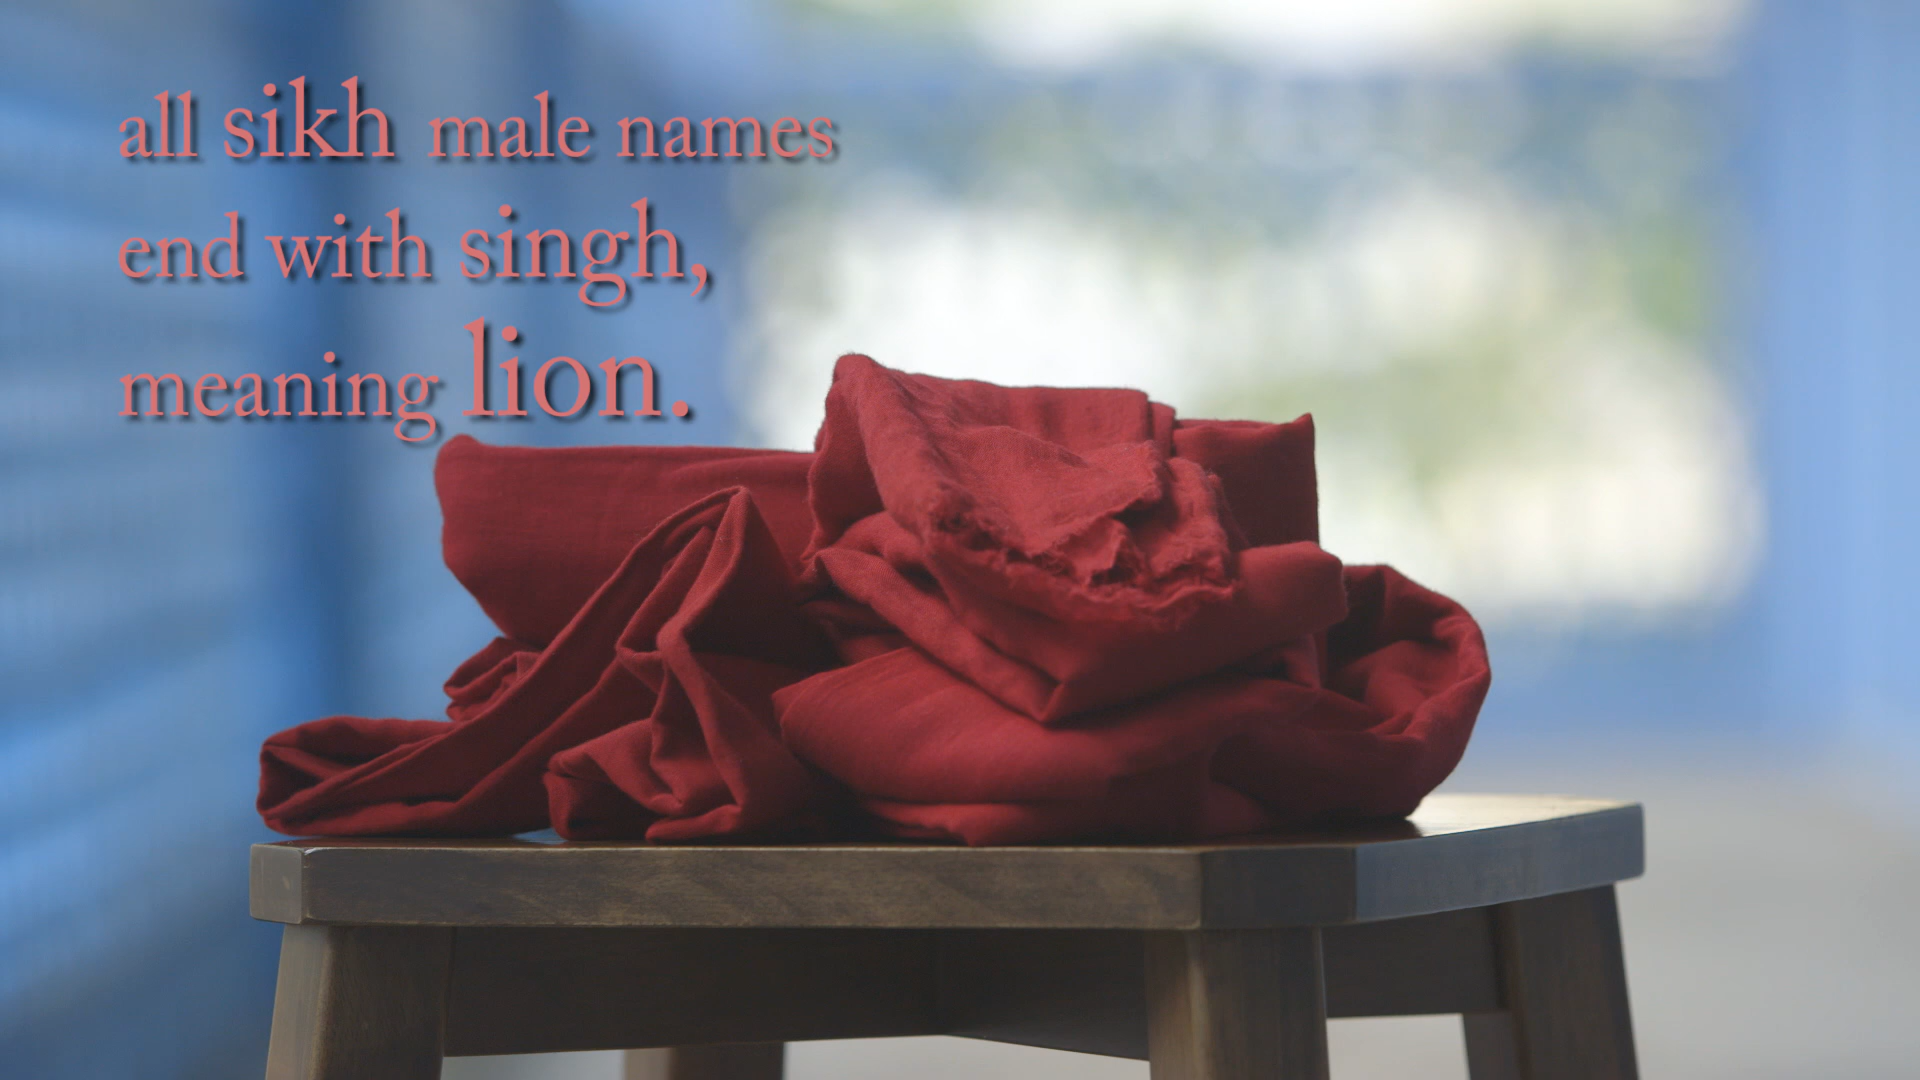 all sikh male names
end with singh,
meaning lion.